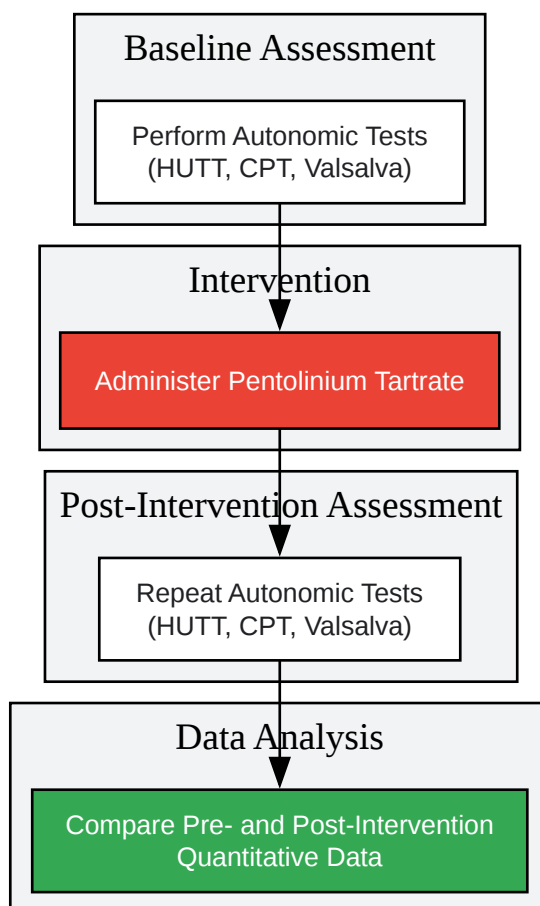 Baseline Assessment
Perform Autonomic Tests
(HUTT, CPT, Valsalva)
Intervention
Administer Pentolinium Tartrate
Post-Intervention Assessment
Repeat Autonomic Tests
(HUTT, CPT, Valsalva)
Data Analysis
Compare Pre- and Post-Intervention
Quantitative Data